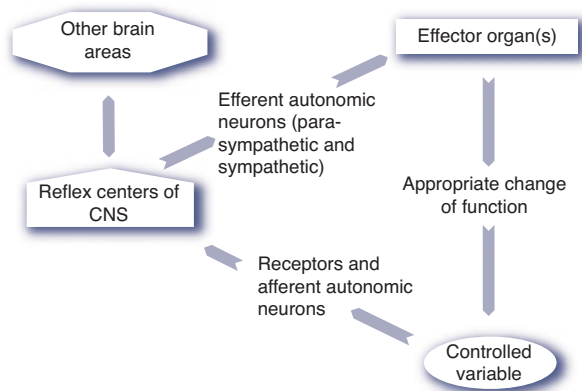 Other brain
areas
Effector organ(s)
Efferent autonomic
neurons (para-
sympathetic and
sympathetic)
Reflex centers of
CNS
Appropriate change
of function
Receptors and
afferent autonomic
neurons
Controlled
variable